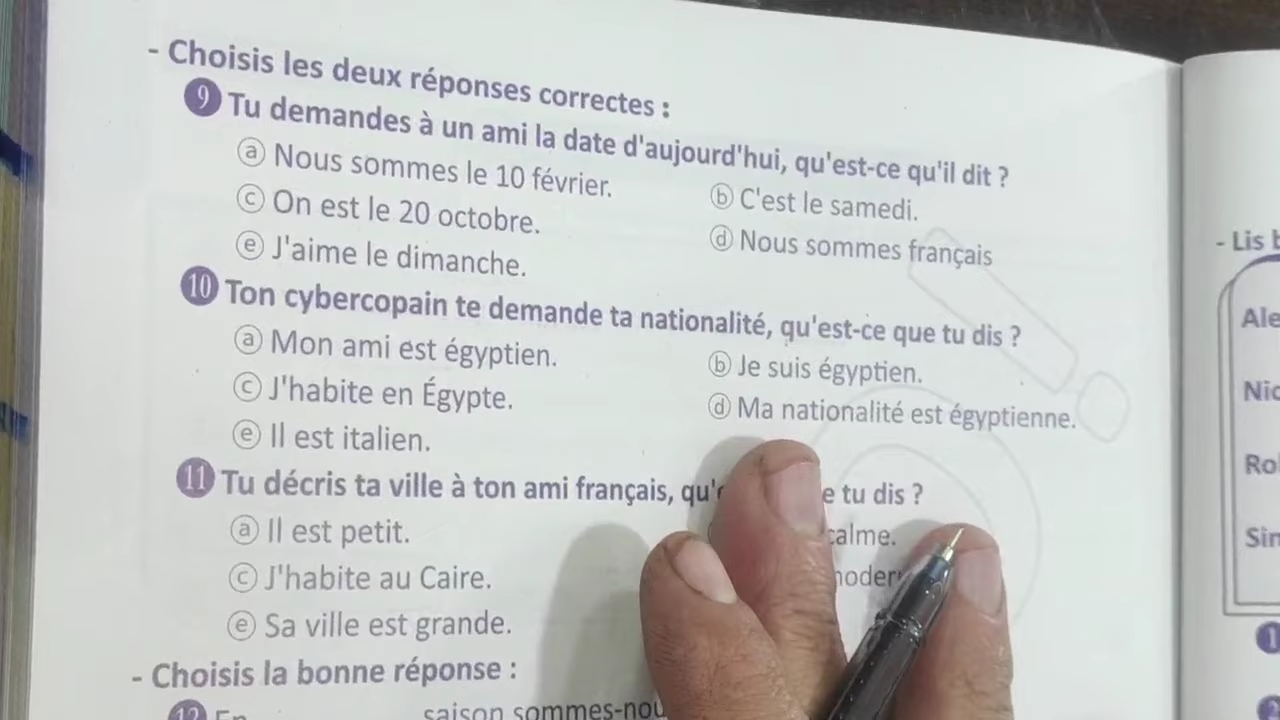 - Choisis les deux réponses correctes :
9 Tu demandes à un ami la date d'aujourd'hui, qu'est-ce qu'il dit ?
a Nous sommes le 10 février.
b C'est le samedi.
c On est le 20 octobre.
d Nous sommes français
e J'aime le dimanche.
10 Ton cybercopain te demande ta nationalité, qu'est-ce que tu dis ?
a Mon ami est égyptien.
b Je suis égyptien.
c J'habite en Égypte.
d Ma nationalité est égyptienne.
e Il est italien.
11 Tu décris ta ville à ton ami français, tu dis ?
a Il est petit.
calme.
c J'habite au Caire.
e Sa ville est grande.
- Choisis la bonne réponse :
12 En saison
- Lis